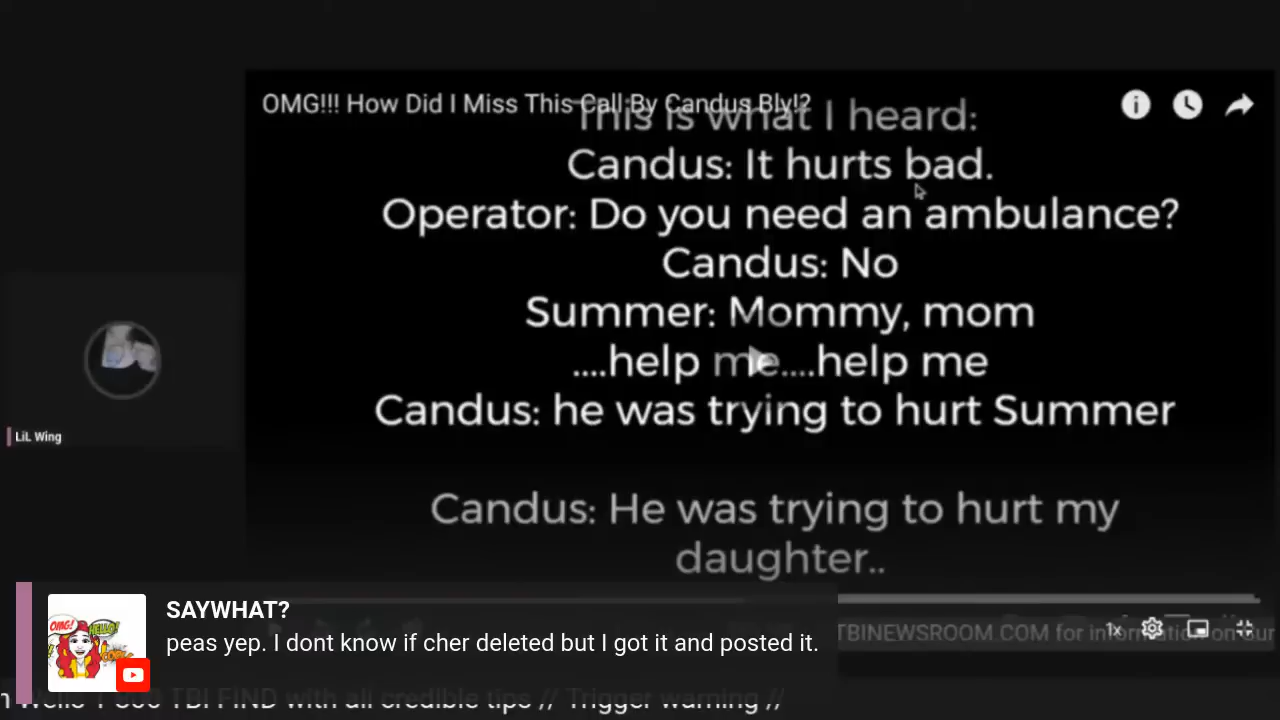 OMG!!! How Did I Miss This Call By Candus Bly!?
This is what I heard:
Candus: It hurts bad.
Operator: Do you need an ambulance?
Candus: No
Summer: Mommy, mom
....help me....help me
Candus: he was trying to hurt Summer
Candus: He was trying to hurt my
daughter..
LiL Wing
SAYWHAT?
peas yep. I dont know if cher deleted but I got it and posted it.
TBINEWSROOM.COM for information on our
1x
TBI FIND with all credible tips // Trigger warning //